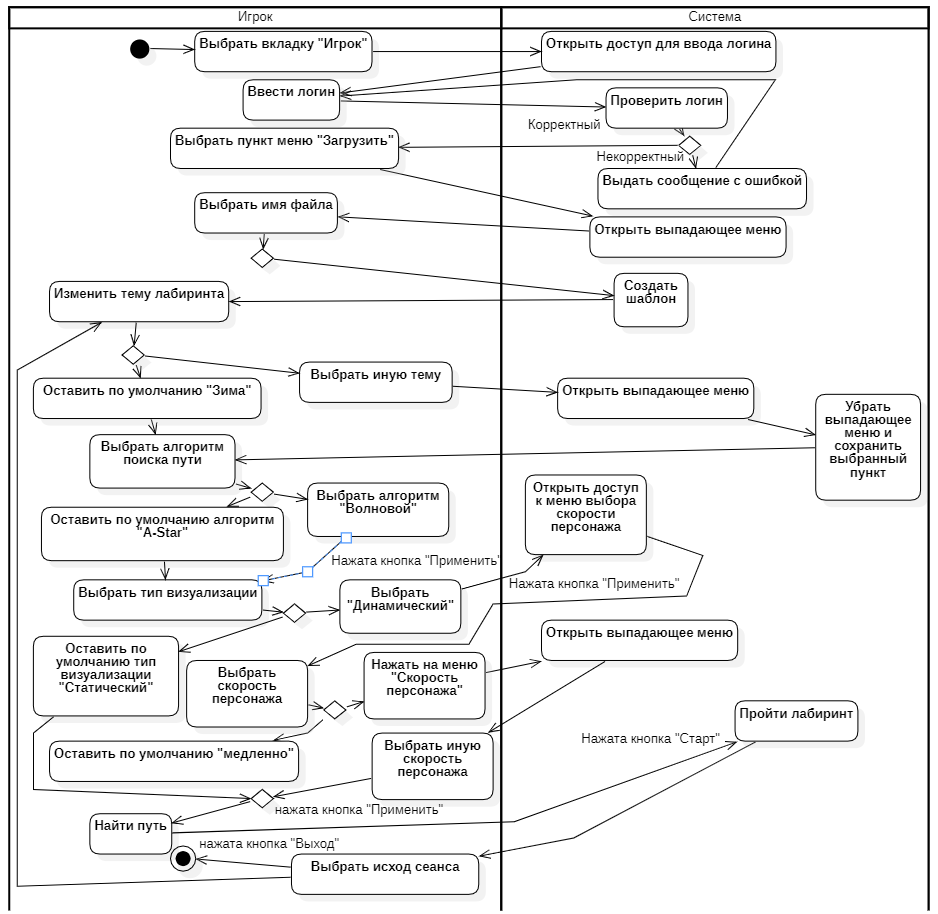 Игрок
Система
Выбрать вкладку "Игрок"
Открыть доступ для ввода логина
Ввести логин
Проверить логин
Корректный
Выбрать пункт меню "Загрузить"
Некорректный
Выдать сообщение с ошибкой
Выбрать имя файла
Открыть выпадающее меню
Создать
шаблон
Изменить тему лабиринта
Выбрать иную тему
Оставить по умолчанию "Зима"
Открыть выпадающее меню
Убрать
выпадающее
меню и
сохранить
выбранный
пункт
Выбрать алгоритм
поиска пути
Выбрать алгоритм
"Волновой"
Открыть доступ
к меню выбора
скорости
персонажа
Оставить по умолчанию алгоритм
"A-Star"
Нажата кнопка "Применить"
Нажата кнопка "Применить"
Выбрать тип визуализации
Выбрать
"Динамический"
Открыть выпадающее меню
Оставить по
умолчанию тип
визуализации
"Статический"
Выбрать
скорость
персонажа
Нажать на меню
"Скорость
персонажа"
Пройти лабиринт
Нажата кнопка "Старт"
Оставить по умолчанию "медленно"
Выбрать иную
скорость
персонажа
нажата кнопка "Применить"
Найти путь
нажата кнопка "Выход"
Выбрать исход сеанса